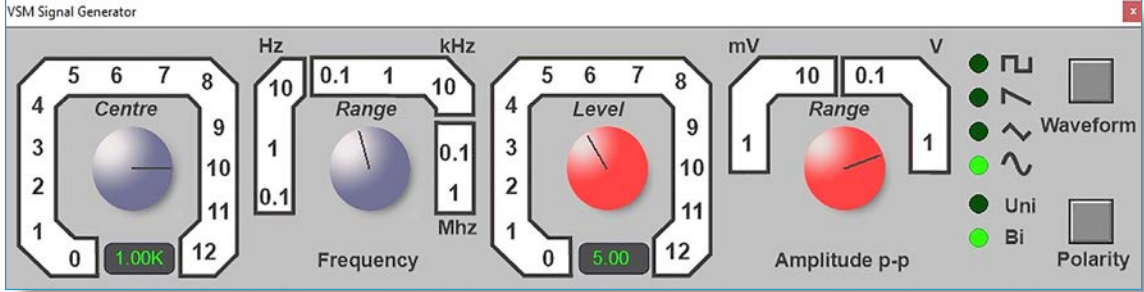 VSM Signal Generator
x
Hz kHz mV V
5 6 7 8
10
0.1 1 10
5 6 7 8
10
0.1
Centre Range Level Range
4 9
4 9
Waveform
3 10
1
0.1
3 10
1 1
2
0.1
1
2
1 11
Mhz
1 11
Uni
Bi
0 1.00K 12
Frequency
0 5.00 12
Amplitude p-p
Polarity